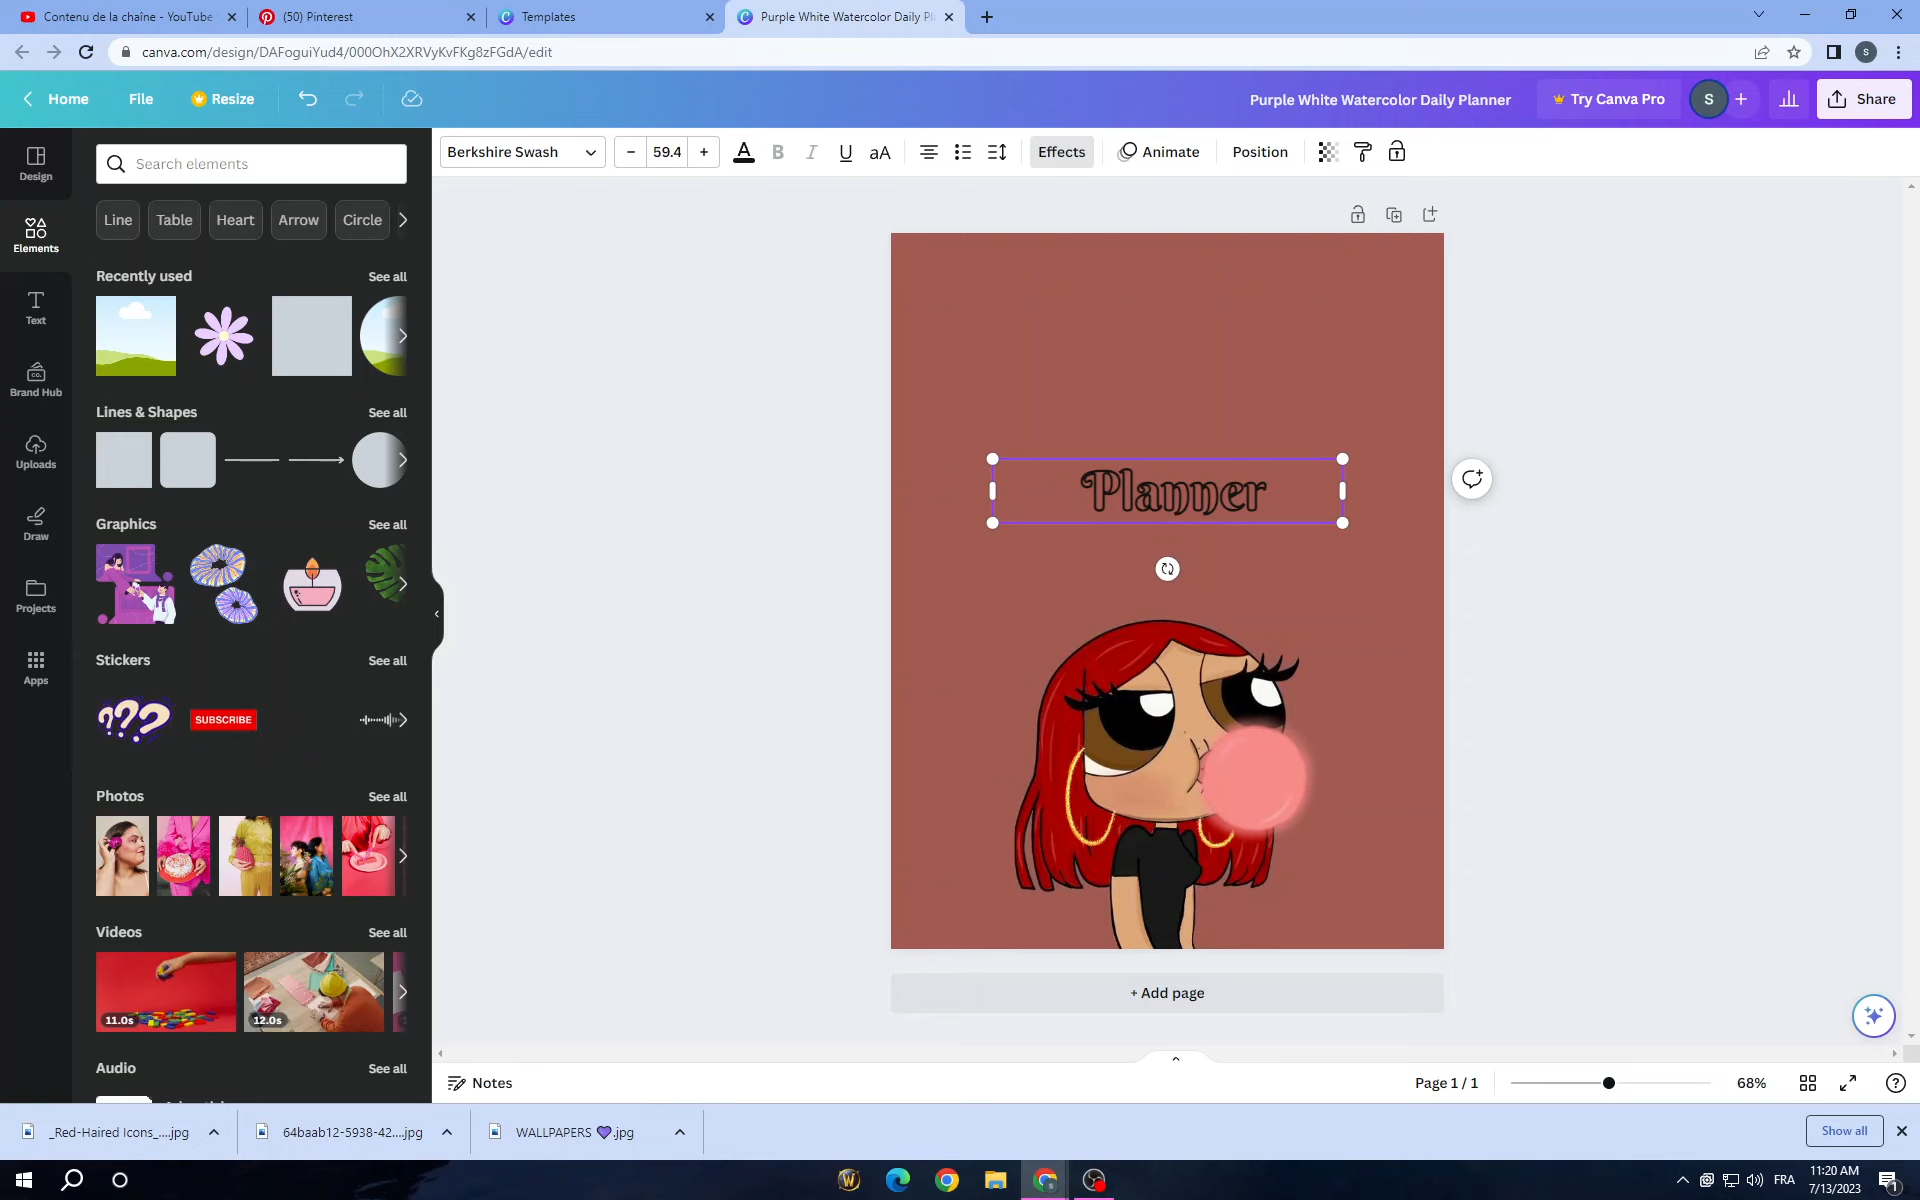 Contenu de la chaîne - YouTube
(50) Pinterest
Templates
Purple White Watercolor Daily Pl
canva.com/design/DAFoguiYud4/000OhX2XRVyKvFKg8zFGdA/edit
S
Home
File
Resize
Purple White Watercolor Daily Planner
Try Canva Pro
S
Share
Design
Elements
Text
Brand Hub
CO.
Uploads
Draw
Projects
Apps
Search elements
Line
Table
Heart
Arrow
Circle
Recently used
See all
Lines & Shapes
See all
Graphics
See all
Stickers
See all
???
SUBSCRIBE
Photos
See all
Videos
See all
11.0s
12.0s
Audio
See all
Berkshire Swash
59.4
A
B
I
U
aA
Effects
Animate
Position
Planner
+ Add page
Notes
Page 1 / 1
68%
_Red-Haired Icons_....jpg
64baab12-5938-42....jpg
WALLPAPERS 💜.jpg
Show all
FRA
11:20 AM
7/13/2023
1